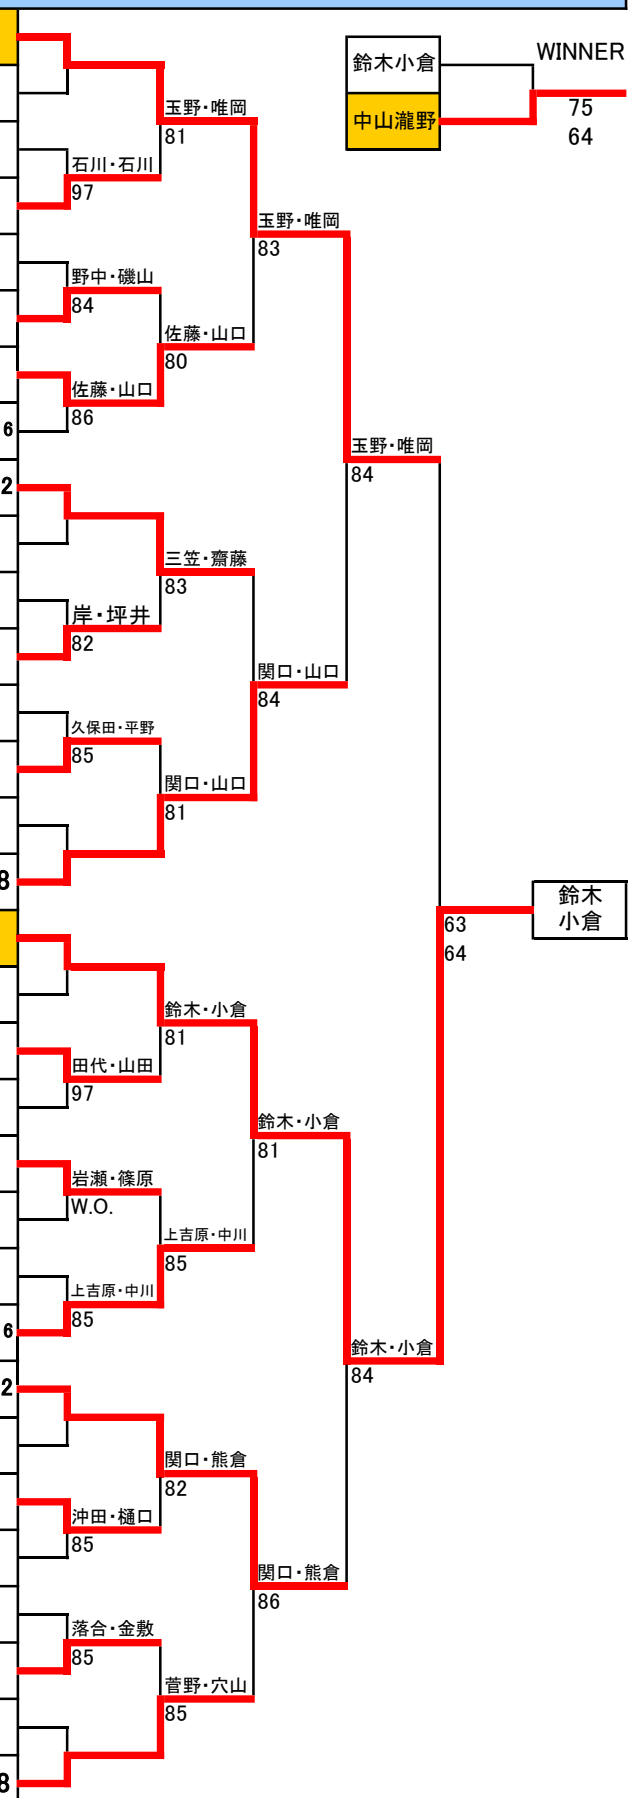 WINNER
鈴木小倉
中山瀧野
75
64
玉野・唯岡
81
石川・石川
97
玉野・唯岡
83
野中・磯山
84
佐藤・山口
80
佐藤・山口
86
6
玉野・唯岡
84
2
三笠・齋藤
83
岸・坪井
82
関口・山口
84
久保田・平野
85
関口・山口
81
8
鈴木
小倉
63
64
鈴木・小倉
81
田代・山田
97
鈴木・小倉
81
岩瀬・篠原
W.O.
上吉原・中川
85
上吉原・中川
85
6
鈴木・小倉
84
2
関口・熊倉
82
沖田・樋口
85
関口・熊倉
86
落合・金敷
85
菅野・穴山
85
8